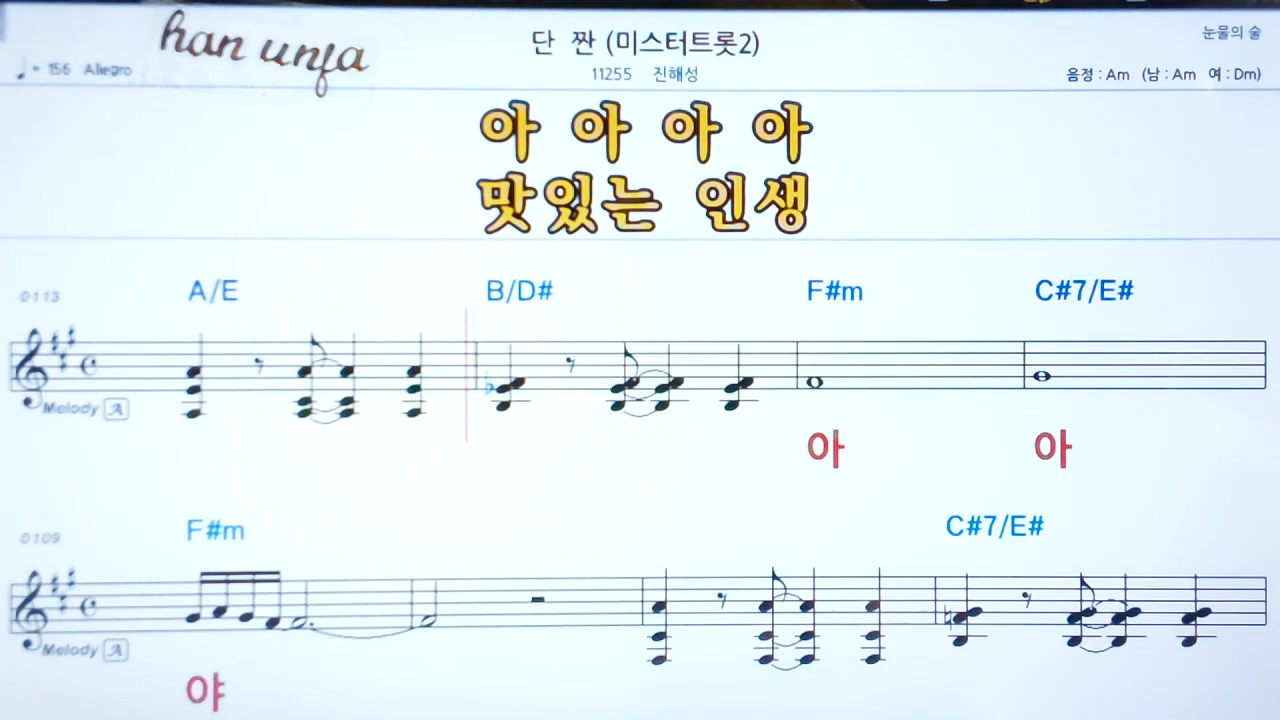 han unja
단 짠 (미스터트롯2)
눈물의 술
♩= 156 Allegro
11255 진해성
음정 : Am (남 : Am 여 : Dm)
아 아 아 아
맛있는 인생
0113 A/E B/D# F#m C#7/E#
Melody A
아 아
0109 F#m C#7/E#
Melody A
야